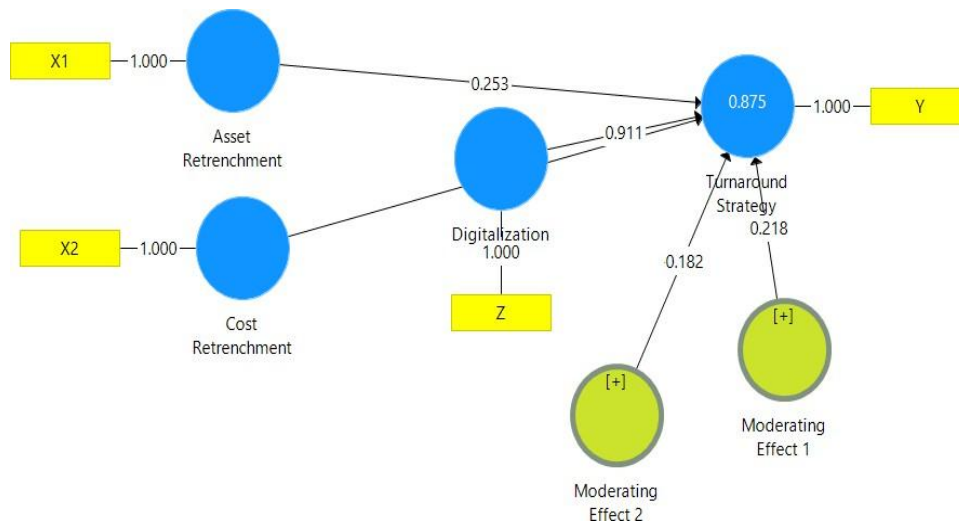 X1
1.000
Asset
Retrenchment
0.253
0.875
1.000
Y
0.911
Turnaround
Strategy
X2
1.000
Cost
Retrenchment
Digitalization
1.000
Z
0.182
0.218
[+]
Moderating
Effect 1
[+]
Moderating
Effect 2